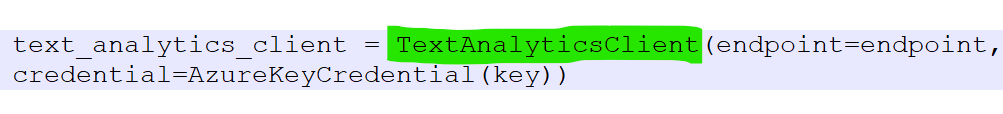 text_analytics_client = TextAnalyticsClient(endpoint=endpoint,
credential=AzureKeyCredential(key))